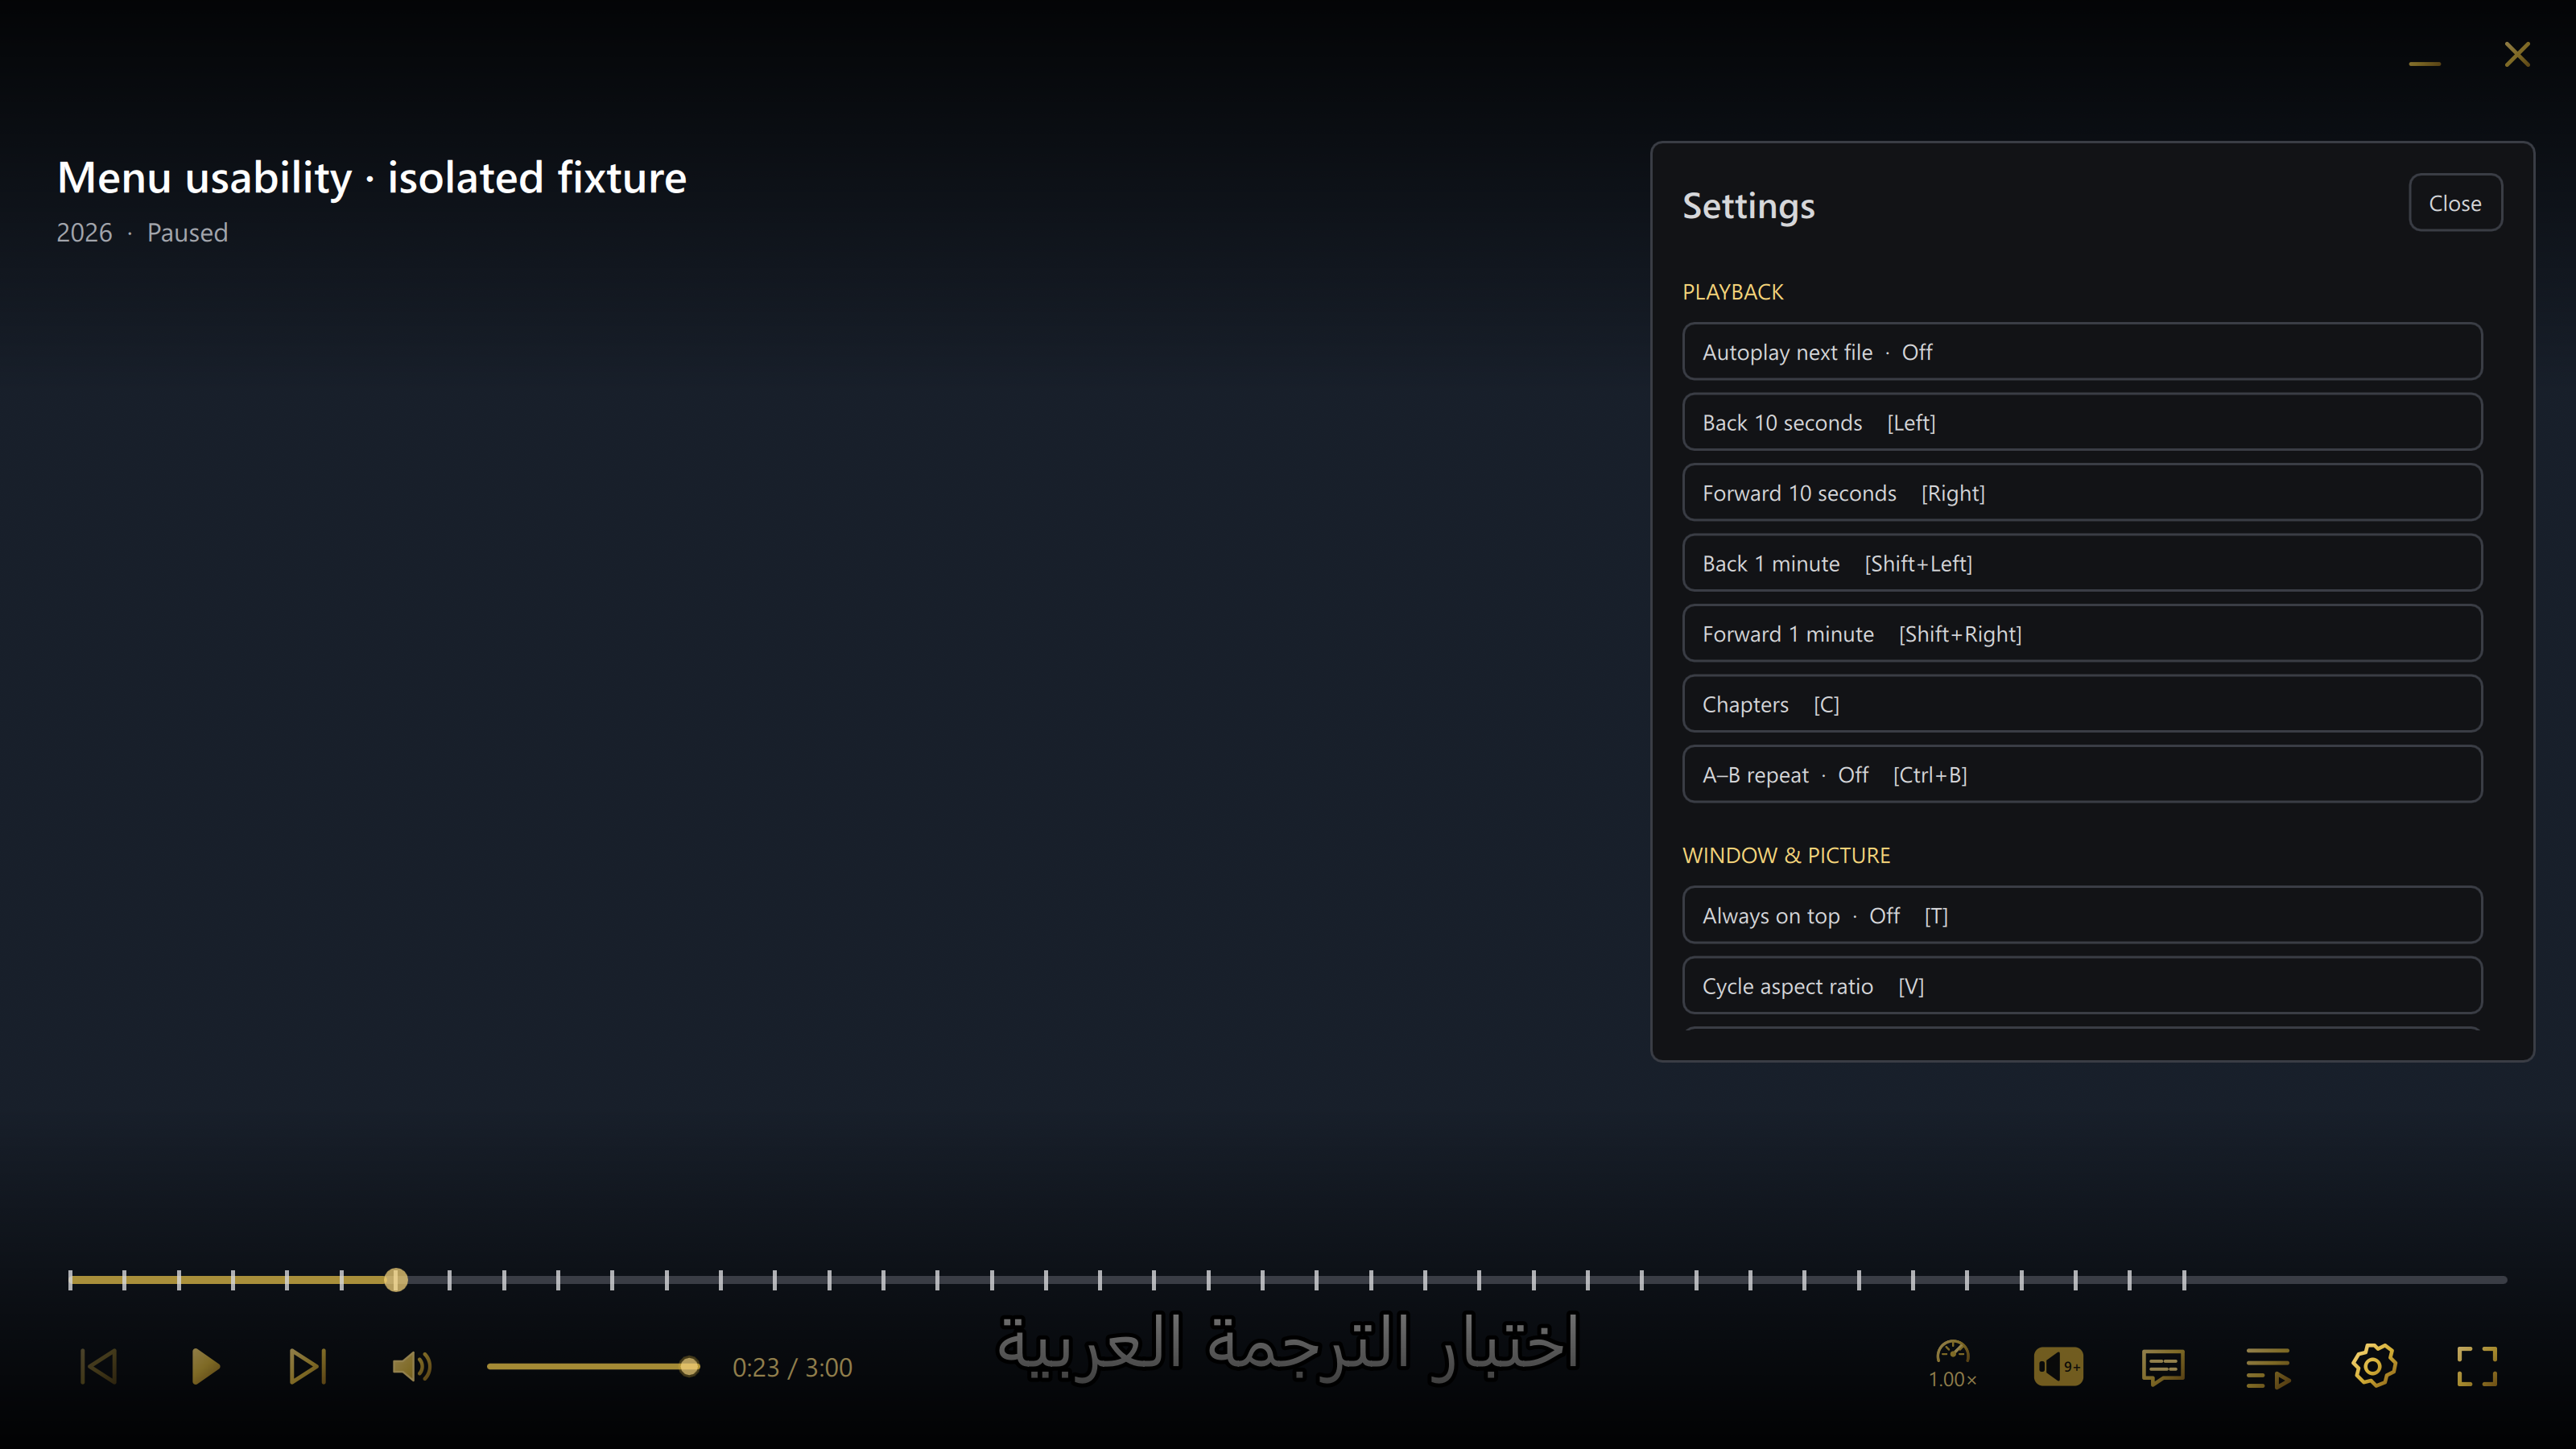 Menu usability · isolated fixture
2026 · Paused
Settings
Close
PLAYBACK
Autoplay next file · Off
Back 10 seconds [Left]
Forward 10 seconds [Right]
Back 1 minute [Shift+Left]
Forward 1 minute [Shift+Right]
Chapters [C]
A–B repeat · Off [Ctrl+B]
WINDOW & PICTURE
Always on top · Off [T]
Cycle aspect ratio [V]
اختبار الترجمة العربية
0:23 / 3:00
1.00×
9+